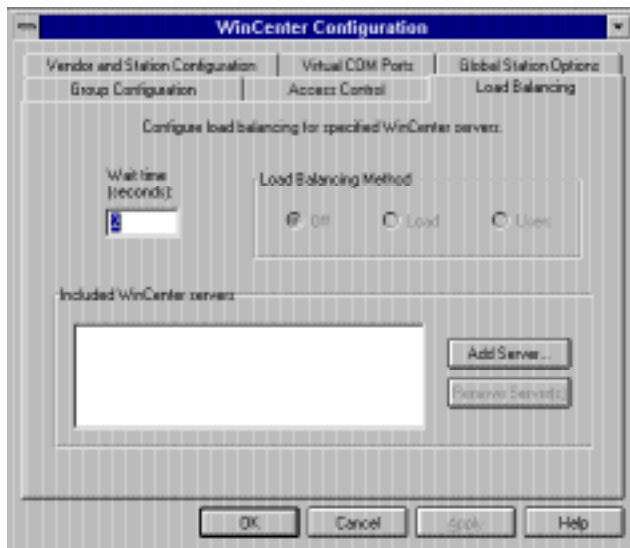 WinCenter Configuration
Vendor and Station Configuration
Virtual COM Ports
Global Station Options
Group Configuration
Access Control
Load Balancing
Configure load balancing for specified WinCenter servers.
Wait time
(seconds):
2
Load Balancing Method
Off
Load
Users
Included WinCenter servers
Add Server...
Remove Server(s)
OK
Cancel
Apply
Help